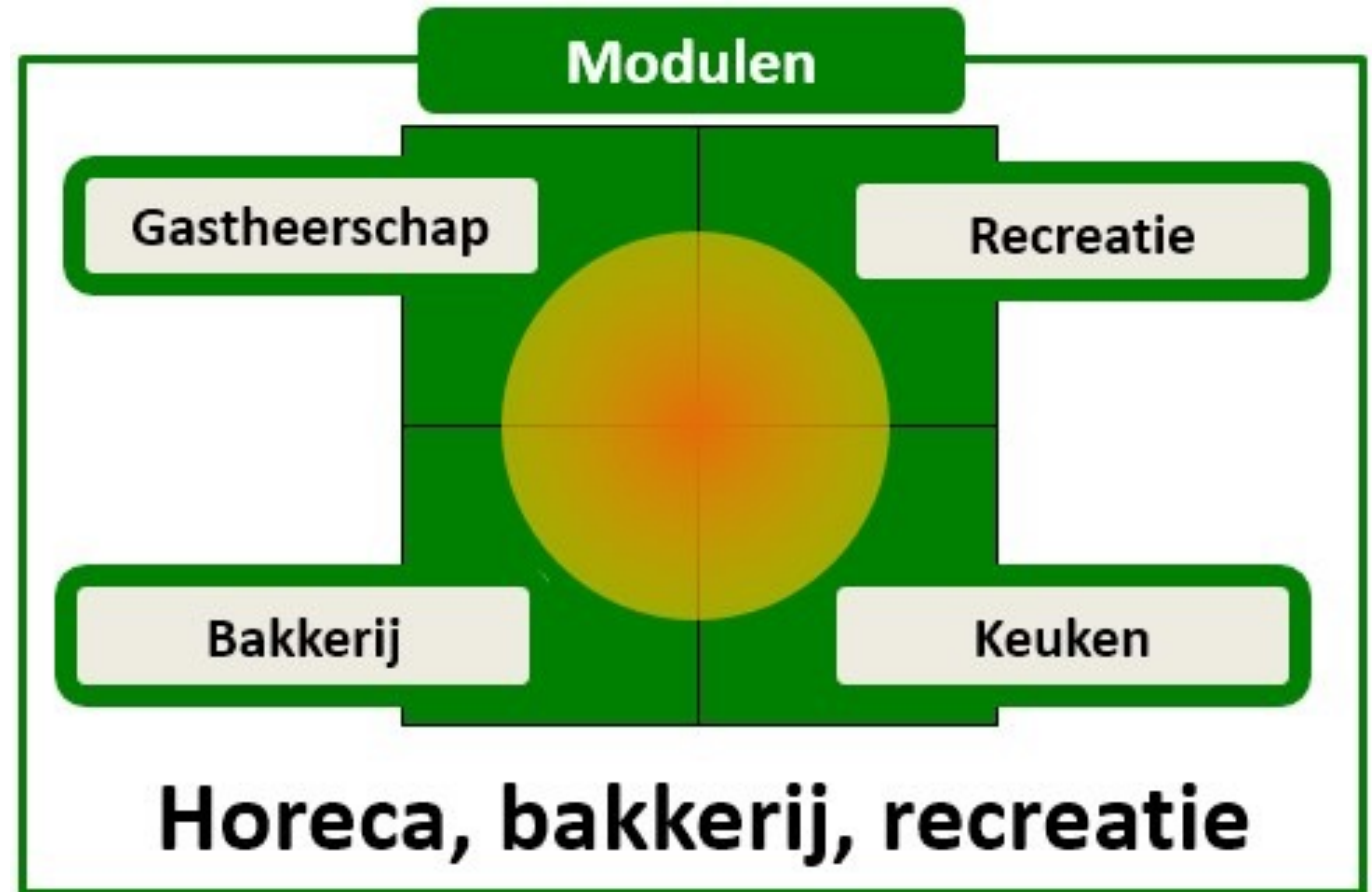 Modulen
Gastheerschap
Recreatie
Bakkerij
Keuken
Horeca, bakkerij, recreatie